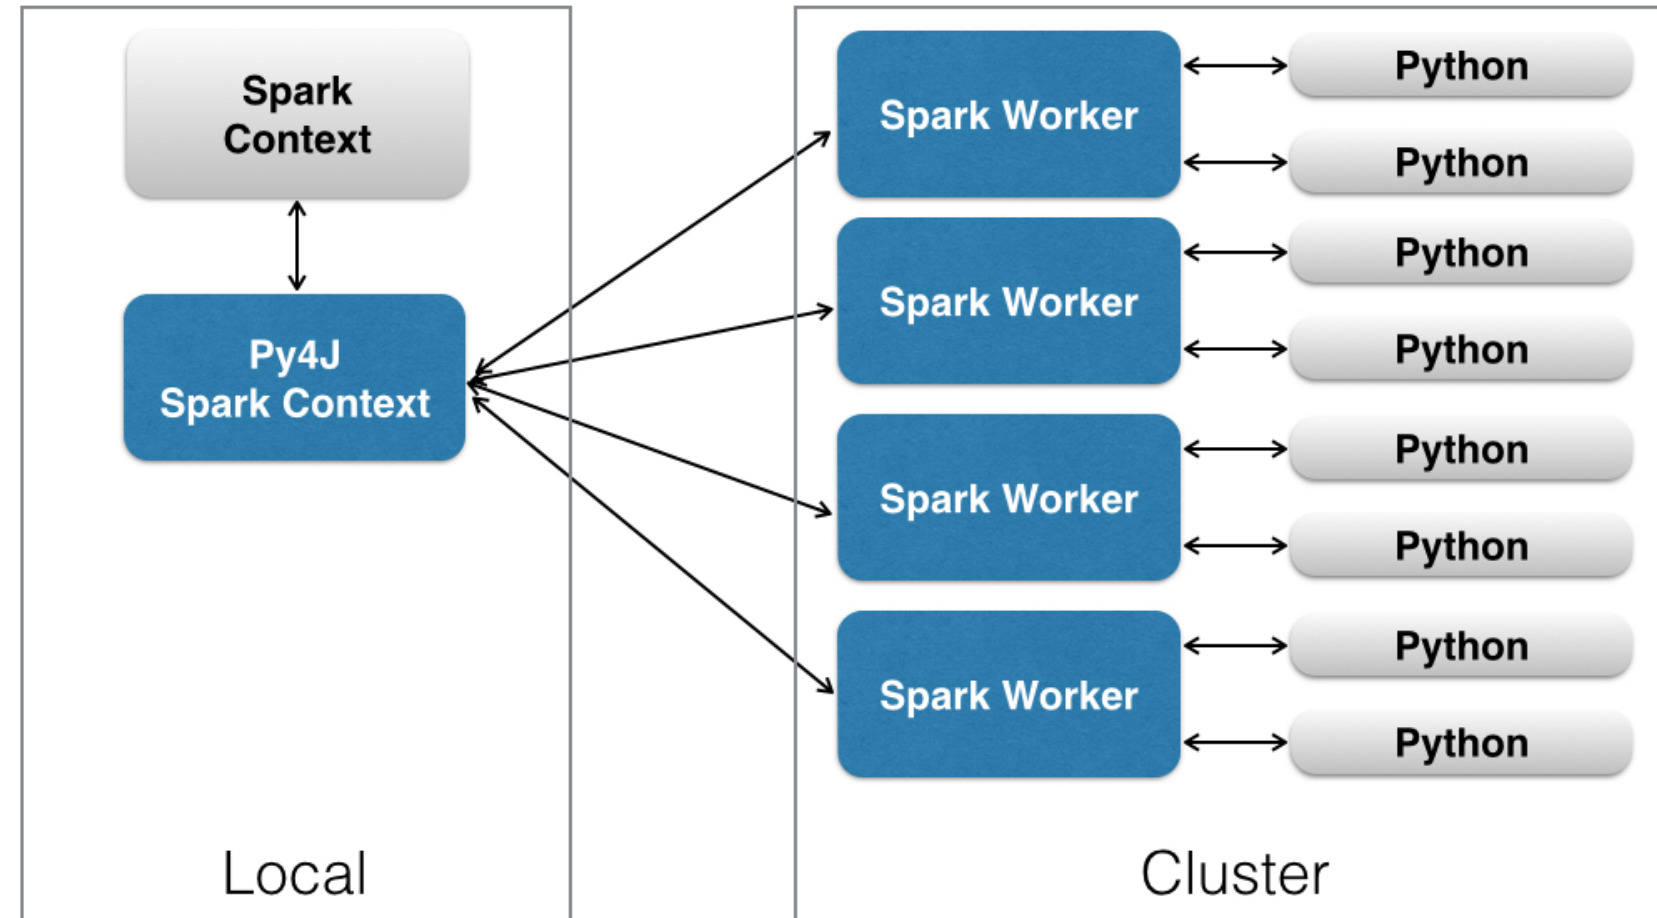 Spark
Context
Py4J
Spark Context
Local
Spark Worker
Python
Python
Spark Worker
Python
Python
Spark Worker
Python
Python
Spark Worker
Python
Python
Cluster